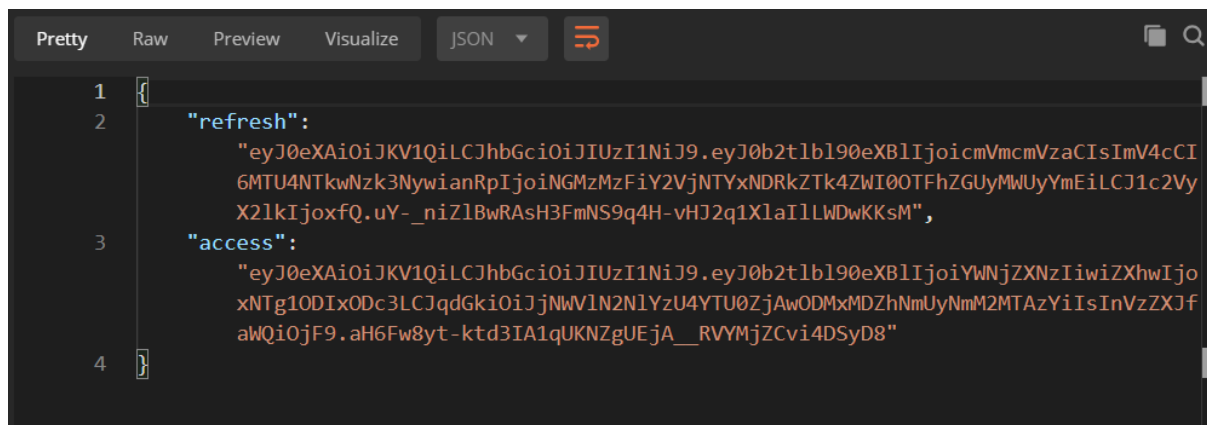 Pretty Raw Preview Visualize JSON
1 {
2 "refresh":
"eyJ0eXAiOiJKV1QiLCJhbGciOiJIUzI1NiJ9.eyJ0b2tlbl90eXBlIjoicmVmcmVzaCIsImV4cCI
6MTU4NTkwNzk3NywianRpIjoiNGMzMzFiY2VjNTYxNDRkZTk4ZWI0OTFhZGUyMWUyYmEiLCJ1c2Vy
X2lkIjoxfQ.uY-_niZlBwRAsH3FmNS9q4H-vHJ2q1XlaIlLWDwKKsM",
3 "access":
"eyJ0eXAiOiJKV1QiLCJhbGciOiJIUzI1NiJ9.eyJ0b2tlbl90eXBlIjoiYWNjZXNzIiwiZXhwIjo
xNTg1ODIxODc3LCJqdGkiOiJjNWVlN2NlYzU4YTU0ZjAwODMxMDZhNmUyNmM2MTAzYiIsInVzZXJf
aWQiOjF9.aH6Fw8yt-ktd3IA1qUKNZgUEjA__RVYMjZCvi4DSyD8"
4 }